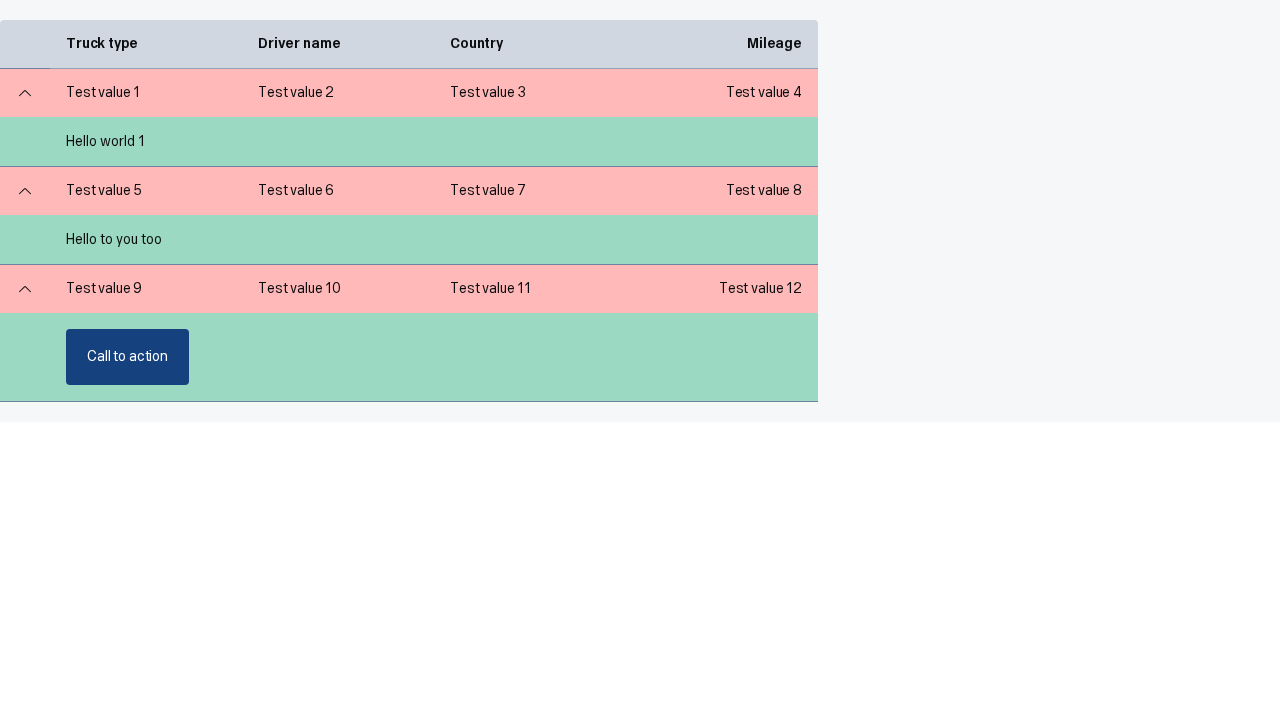 Truck type Driver name Country Mileage
Test value 1 Test value 2 Test value 3 Test value 4
Hello world 1
Test value 5 Test value 6 Test value 7 Test value 8
Hello to you too
Test value 9 Test value 10 Test value 11 Test value 12
Call to action